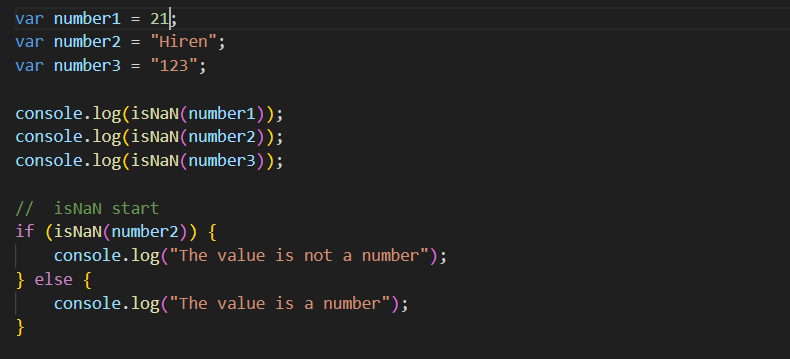 var number1 = 21;
var number2 = "Hiren";
var number3 = "123";

console.log(isNaN(number1));
console.log(isNaN(number2));
console.log(isNaN(number3));

//  isNaN start
if (isNaN(number2)) {
    console.log("The value is not a number");
} else {
    console.log("The value is a number");
}